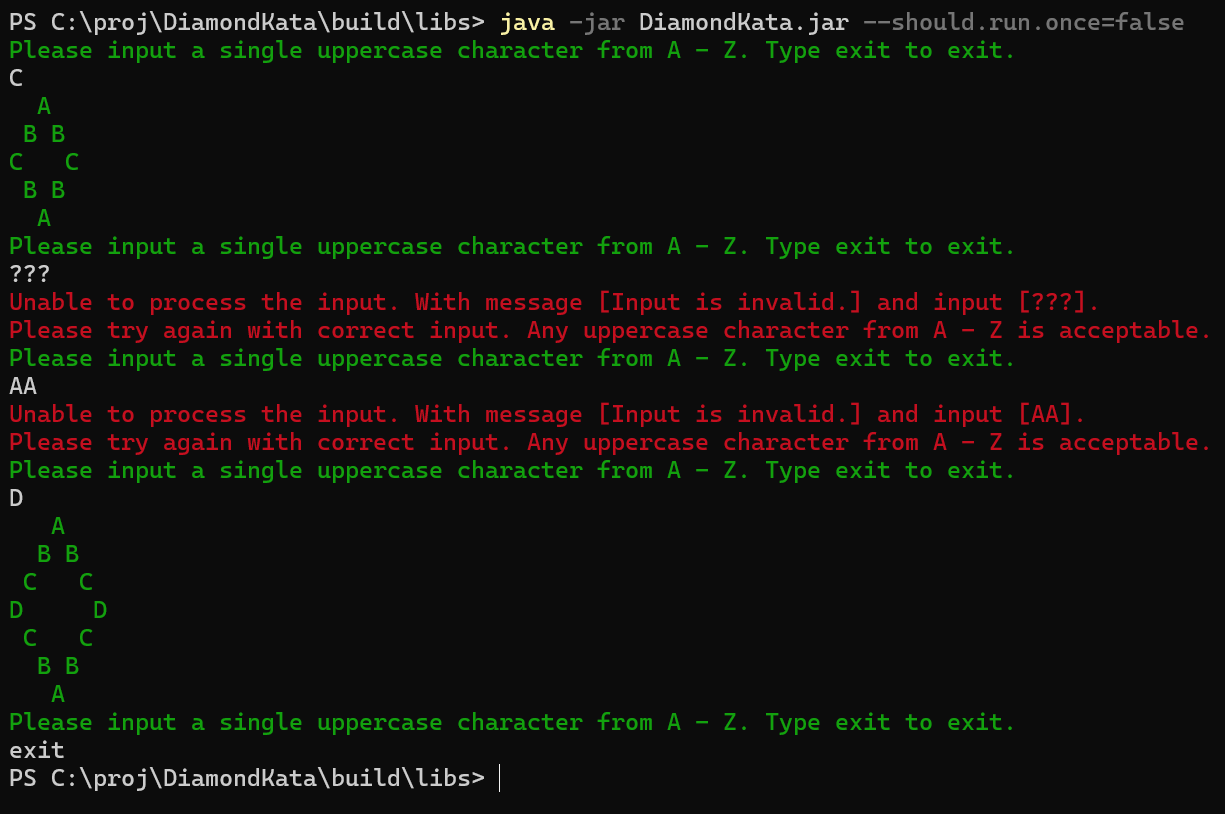 PS C:\proj\DiamondKata\build\libs> java -jar DiamondKata.jar --should.run.once=false
Please input a single uppercase character from A - Z. Type exit to exit.
C
  A
 B B
C   C
 B B
  A
Please input a single uppercase character from A - Z. Type exit to exit.
???
Unable to process the input. With message [Input is invalid.] and input [???].
Please try again with correct input. Any uppercase character from A - Z is acceptable.
Please input a single uppercase character from A - Z. Type exit to exit.
AA
Unable to process the input. With message [Input is invalid.] and input [AA].
Please try again with correct input. Any uppercase character from A - Z is acceptable.
Please input a single uppercase character from A - Z. Type exit to exit.
D
   A
  B B
 C   C
D     D
 C   C
  B B
   A
Please input a single uppercase character from A - Z. Type exit to exit.
exit
PS C:\proj\DiamondKata\build\libs>